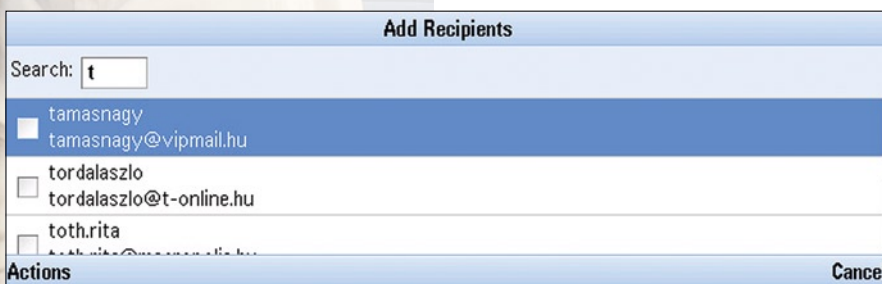 Add Recipients
Search: t
tamasnagy
tamasnagy@vipmail.hu
tordalaszlo
tordalaszlo@t-online.hu
toth.rita
Actions Cance